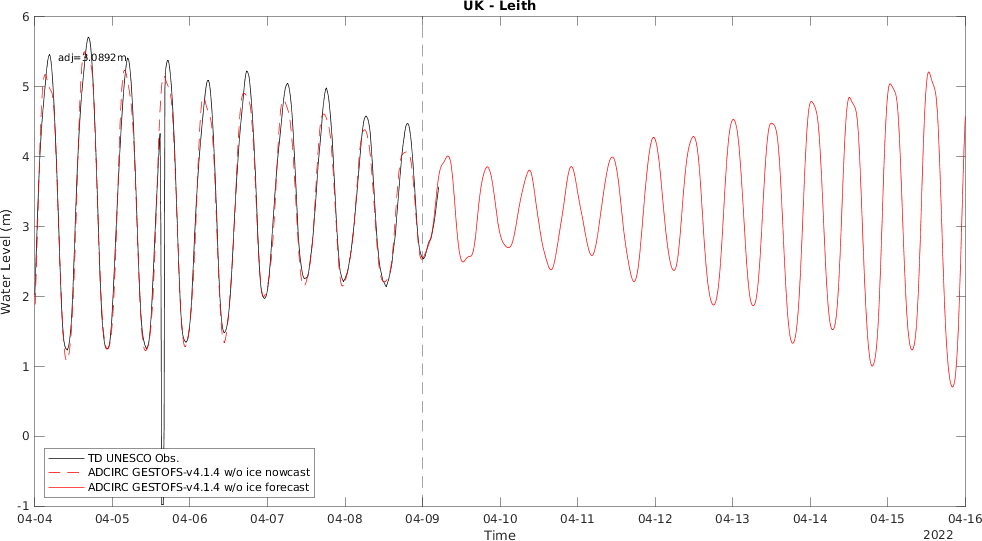 UK - Leith
6
5
4
3
2
1
0
-1
Water Level (m)
adj=3.0892m
TD UNESCO Obs.
ADCIRC GESTOFS-v4.1.4 w/o ice nowcast
ADCIRC GESTOFS-v4.1.4 w/o ice forecast
04-04 04-05 04-06 04-07 04-08 04-09 04-10 04-11 04-12 04-13 04-14 04-15 04-16
Time
2022